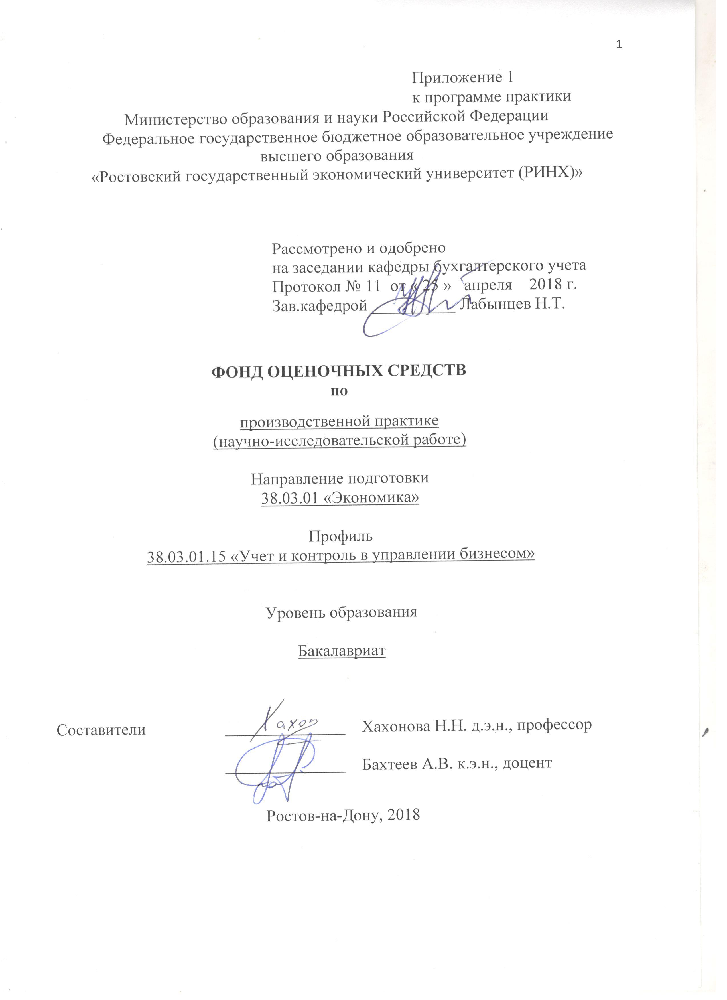 1
Приложение 1
к программе практики
Министерство образования и науки Российской Федерации
Федеральное государственное бюджетное образовательное учреждение
высшего образования
«Ростовский государственный экономический университет (РИНХ)»
Рассмотрено и одобрено
на заседании кафедры бухгалтерского учета
Протокол № 11 от « 25 » апреля 2018 г.
Зав.кафедрой __________ Лабынцев Н.Т.
ФОНД ОЦЕНОЧНЫХ СРЕДСТВ
по
производственной практике
(научно-исследовательской работе)
Направление подготовки
38.03.01 «Экономика»
Профиль
38.03.01.15 «Учет и контроль в управлении бизнесом»
Уровень образования
Бакалавриат
Составители Хахонова Н.Н. д.э.н., профессор
Бахтеев А.В. к.э.н., доцент
Ростов-на-Дону, 2018